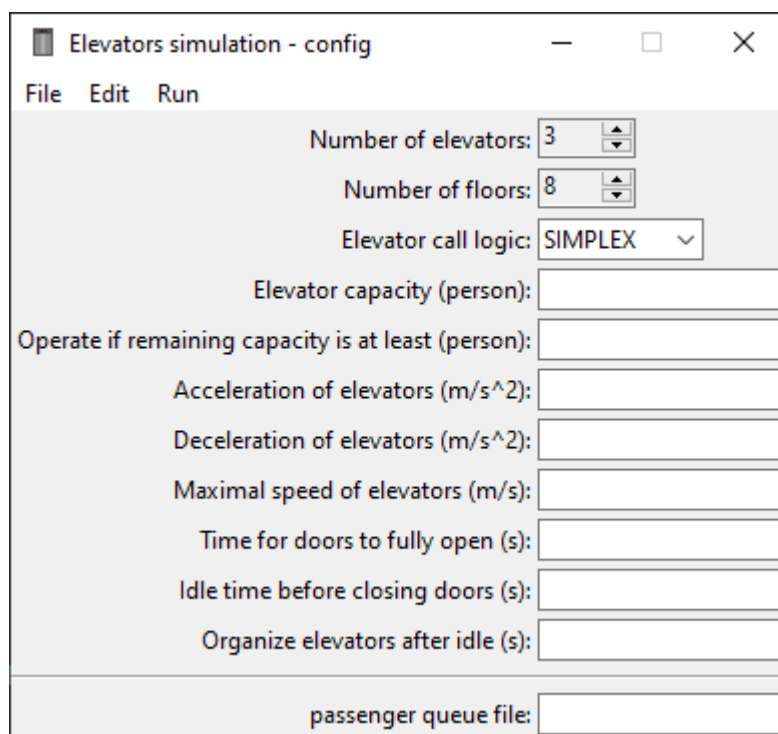 Elevators simulation - config
File Edit Run
Number of elevators: 3
Number of floors: 8
Elevator call logic: SIMPLEX
Elevator capacity (person):
Operate if remaining capacity is at least (person):
Acceleration of elevators (m/s^2):
Deceleration of elevators (m/s^2):
Maximal speed of elevators (m/s):
Time for doors to fully open (s):
Idle time before closing doors (s):
Organize elevators after idle (s):
passenger queue file: